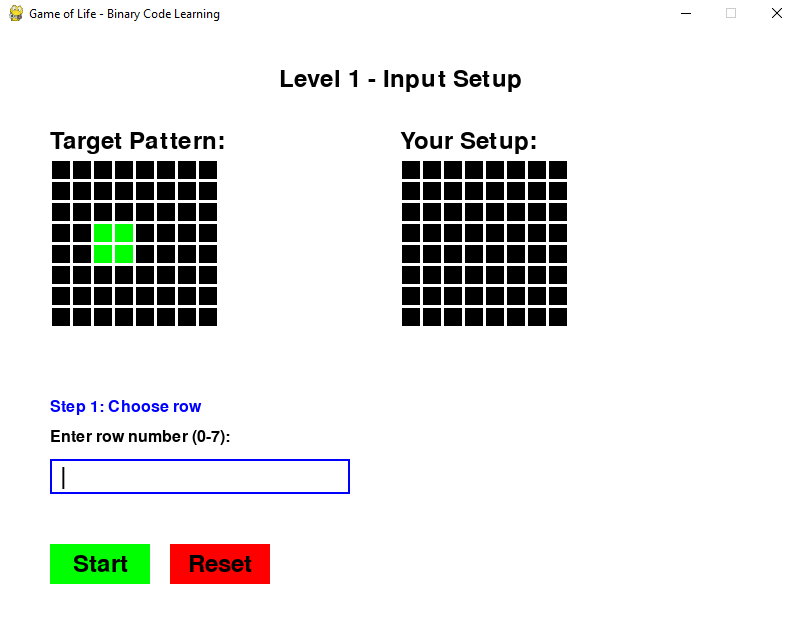 Game of Life - Binary Code Learning
Level 1 - Input Setup
Target Pattern:
Your Setup:
Step 1: Choose row
Enter row number (0-7):
Start
Reset